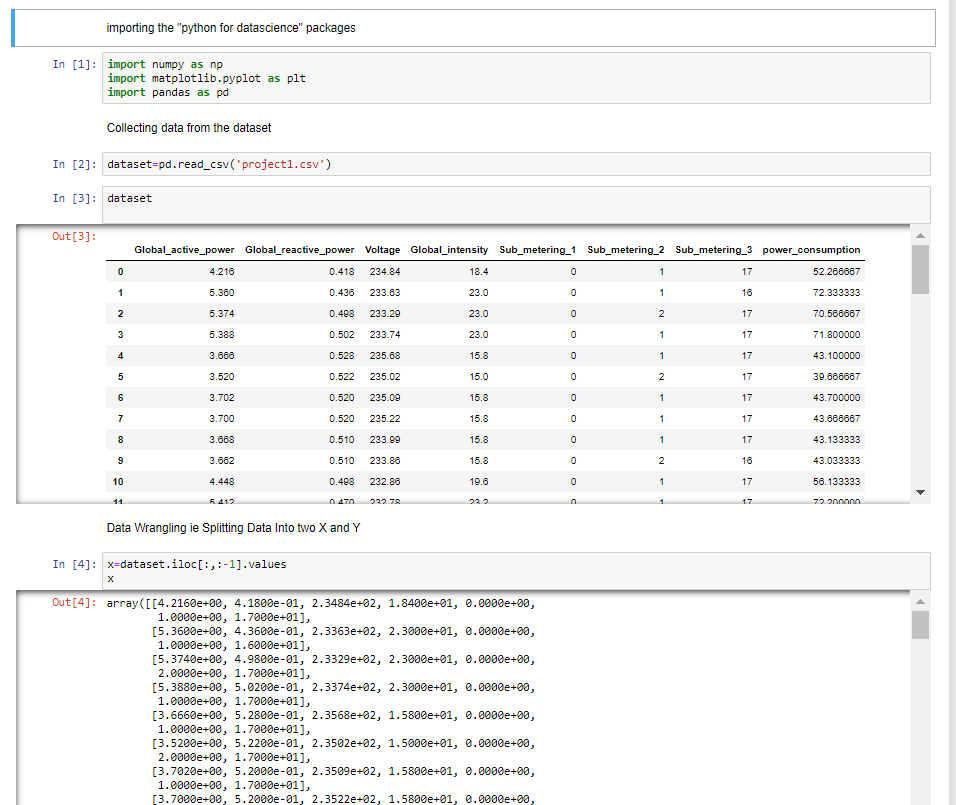 importing the "python for datascience" packages
In [1]: import numpy as np
import matplotlib.pyplot as plt
import pandas as pd
Collecting data from the dataset
In [2]: dataset=pd.read_csv('project1.csv')
In [3]: dataset
Out[3]:
Global_active_power Global_reactive_power Voltage Global_intensity Sub_metering_1 Sub_metering_2 Sub_metering_3 power_consumption
0 4.216 0.418 234.84 18.4 0 1 17 52.266667
1 5.360 0.436 233.63 23.0 0 1 16 72.333333
2 5.374 0.498 233.29 23.0 0 2 17 70.566667
3 5.388 0.502 233.74 23.0 0 1 17 71.800000
4 3.666 0.528 235.68 15.8 0 1 17 43.100000
5 3.520 0.522 235.02 15.0 0 2 17 39.666667
6 3.702 0.520 235.09 15.8 0 1 17 43.700000
7 3.700 0.520 235.22 15.8 0 1 17 43.666667
8 3.668 0.510 233.99 15.8 0 1 17 43.133333
9 3.662 0.510 233.86 15.8 0 2 16 43.033333
10 4.448 0.498 232.86 19.6 0 1 17 56.133333
11 5.412 0.470 232.78 23.2 0 1 17 72.200000
Data Wrangling ie Splitting Data Into two X and Y
In [4]: x=dataset.iloc[:,:-1].values
x
Out[4]: array([[4.2160e+00, 4.1800e-01, 2.3484e+02, 1.8400e+01, 0.0000e+00,
1.0000e+00, 1.7000e+01],
[5.3600e+00, 4.3600e-01, 2.3363e+02, 2.3000e+01, 0.0000e+00,
1.0000e+00, 1.6000e+01],
[5.3740e+00, 4.9800e-01, 2.3329e+02, 2.3000e+01, 0.0000e+00,
2.0000e+00, 1.7000e+01],
[5.3880e+00, 5.0200e-01, 2.3374e+02, 2.3000e+01, 0.0000e+00,
1.0000e+00, 1.7000e+01],
[3.6660e+00, 5.2800e-01, 2.3568e+02, 1.5800e+01, 0.0000e+00,
1.0000e+00, 1.7000e+01],
[3.5200e+00, 5.2200e-01, 2.3502e+02, 1.5000e+01, 0.0000e+00,
2.0000e+00, 1.7000e+01],
[3.7020e+00, 5.2000e-01, 2.3509e+02, 1.5800e+01, 0.0000e+00,
1.0000e+00, 1.7000e+01],
[3.7000e+00, 5.2000e-01, 2.3522e+02, 1.5800e+01, 0.0000e+00,